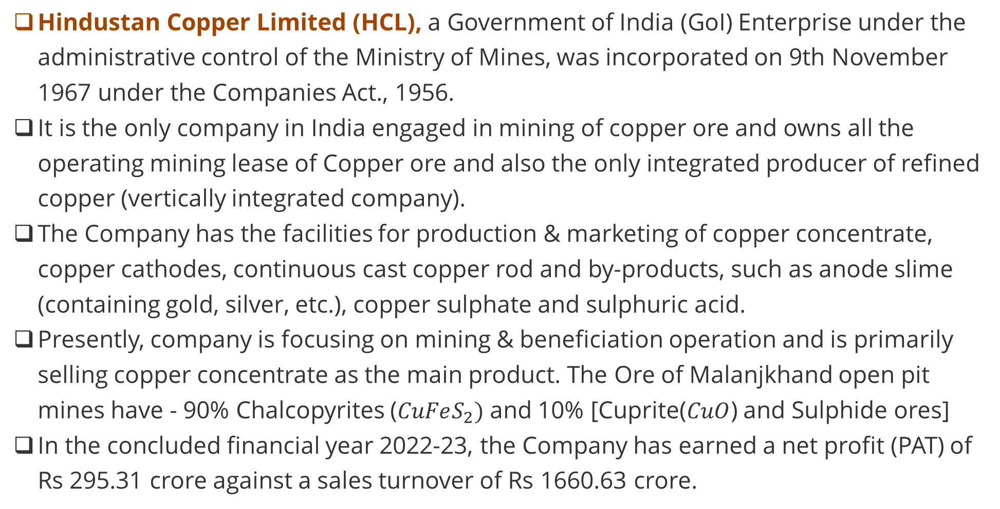 ❑ Hindustan Copper Limited (HCL), a Government of India (GoI) Enterprise under the
administrative control of the Ministry of Mines, was incorporated on 9th November
1967 under the Companies Act., 1956.
❑ It is the only company in India engaged in mining of copper ore and owns all the
operating mining lease of Copper ore and also the only integrated producer of refined
copper (vertically integrated company).
❑ The Company has the facilities for production & marketing of copper concentrate,
copper cathodes, continuous cast copper rod and by-products, such as anode slime
(containing gold, silver, etc.), copper sulphate and sulphuric acid.
❑ Presently, company is focusing on mining & beneficiation operation and is primarily
selling copper concentrate as the main product. The Ore of Malanjkhand open pit
mines have - 90% Chalcopyrites (CuFeS₂) and 10% [Cuprite(CuO) and Sulphide ores]
❑ In the concluded financial year 2022-23, the Company has earned a net profit (PAT) of
Rs 295.31 crore against a sales turnover of Rs 1660.63 crore.